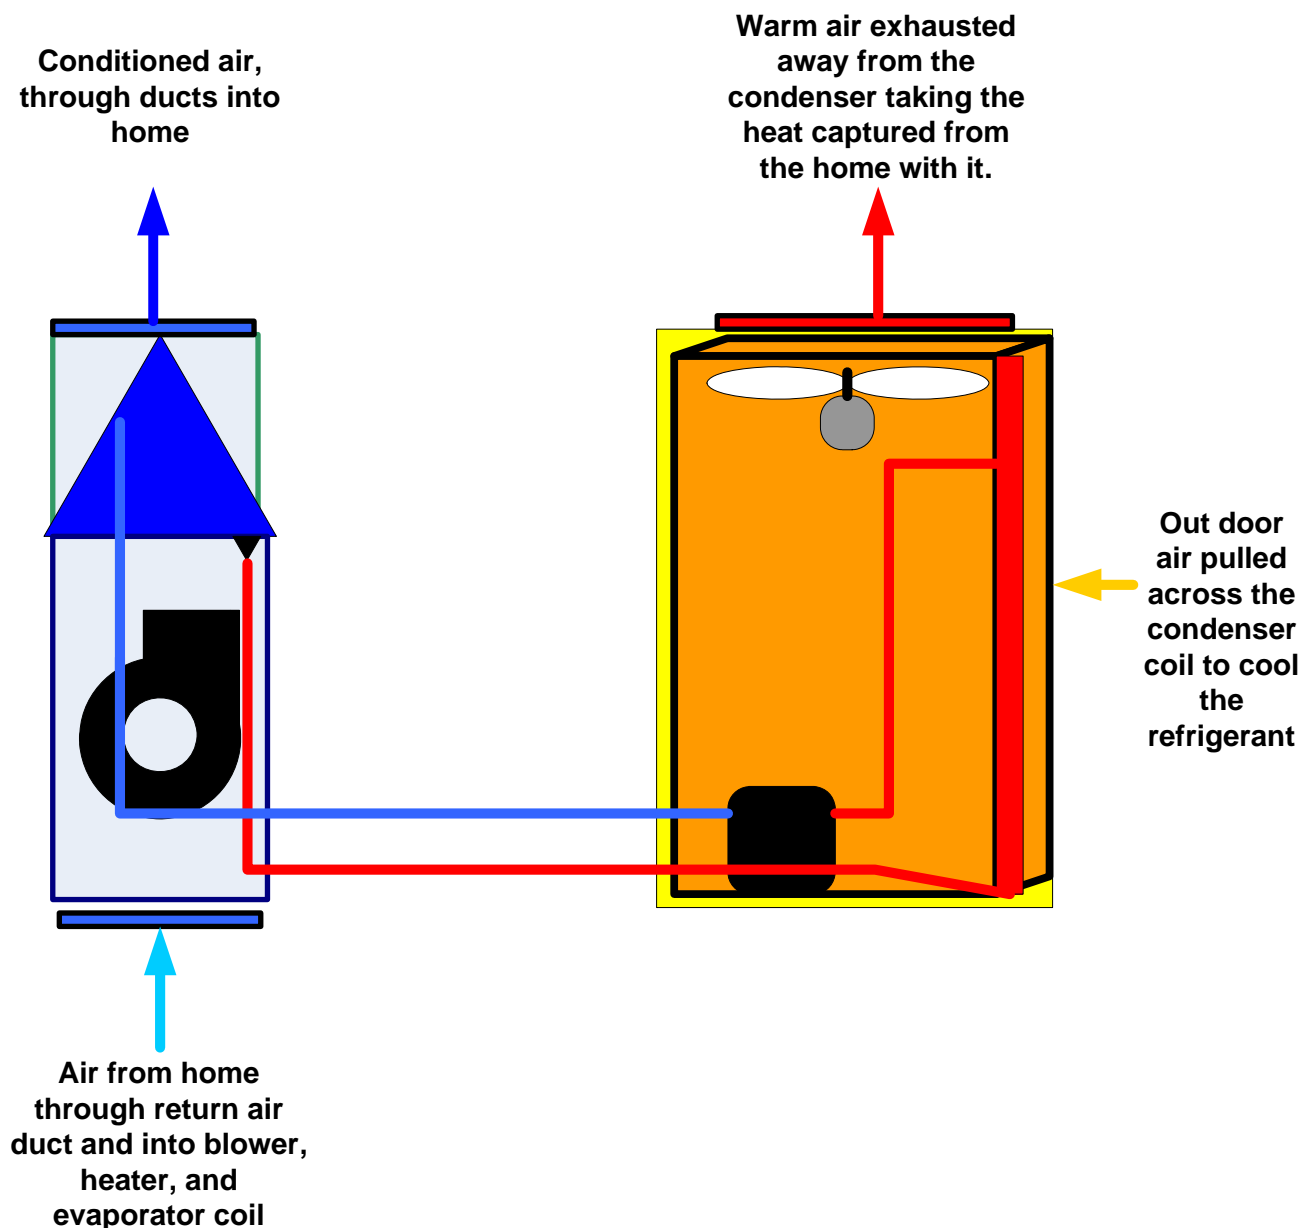 Conditioned air,
through ducts into
home
Warm air exhausted
away from the
condenser taking the
heat captured from
the home with it.
Out door
air pulled
across the
condenser
coil to cool
the
refrigerant
Air from home
through return air
duct and into blower,
heater, and
evaporator coil